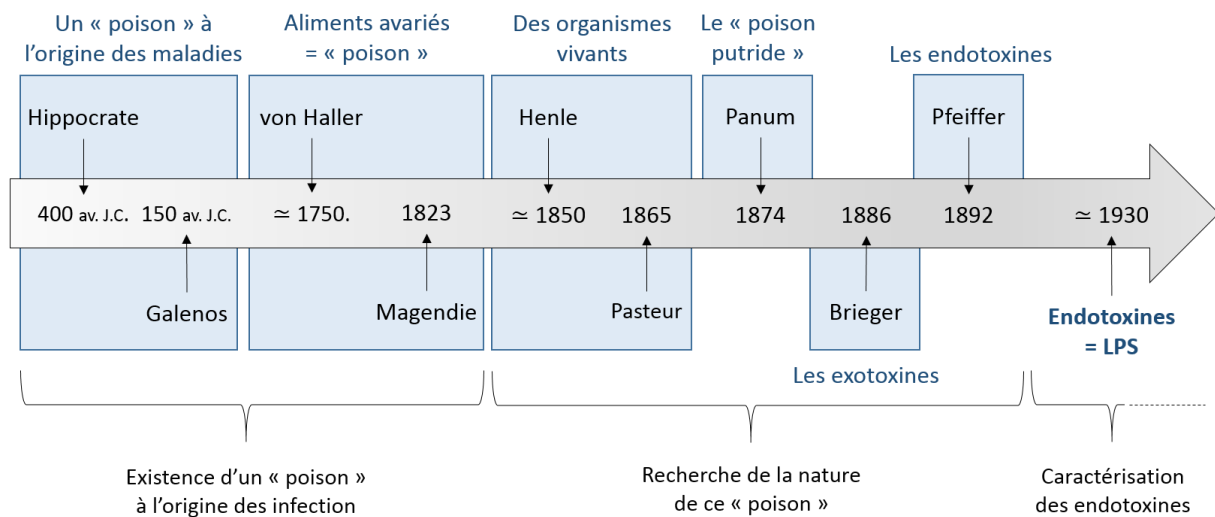 Un « poison » à
l'origine des maladies
Aliments avariés
= « poison »
Des organismes
vivants
Le « poison
putride »
Les endotoxines
Hippocrate
von Haller
Henle
Panum
Pfeiffer
400 av. J.C.
150 av. J.C.
≃ 1750.
1823
≃ 1850
1865
1874
1886
1892
≃ 1930
Galenos
Magendie
Pasteur
Brieger
Endotoxines
= LPS
Les exotoxines
Existence d'un « poison »
à l'origine des infection
Recherche de la nature
de ce « poison »
Caractérisation
des endotoxines